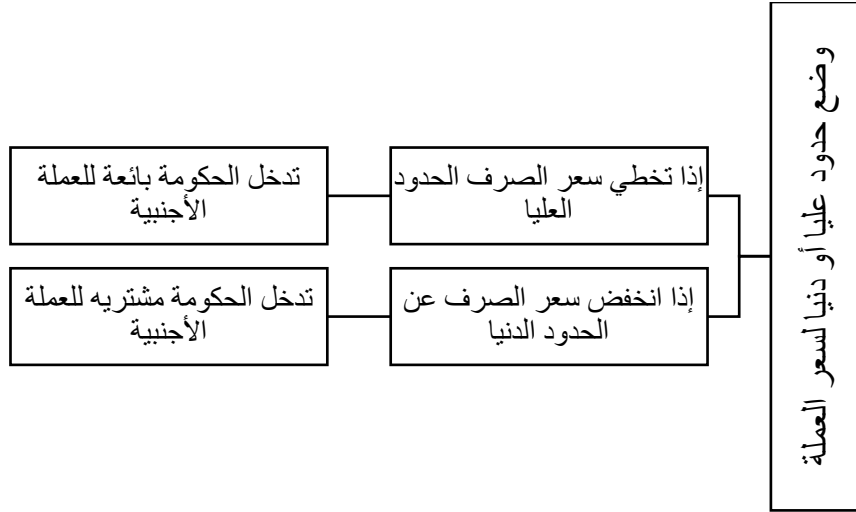 وضع حدود عليا أو دنيا لسعر العملة
إذا تخطي سعر الصرف الحدود
العليا
تدخل الحكومة بائعة للعملة
الأجنبية
إذا انخفض سعر الصرف عن
الحدود الدنيا
تدخل الحكومة مشتريه للعملة
الأجنبية